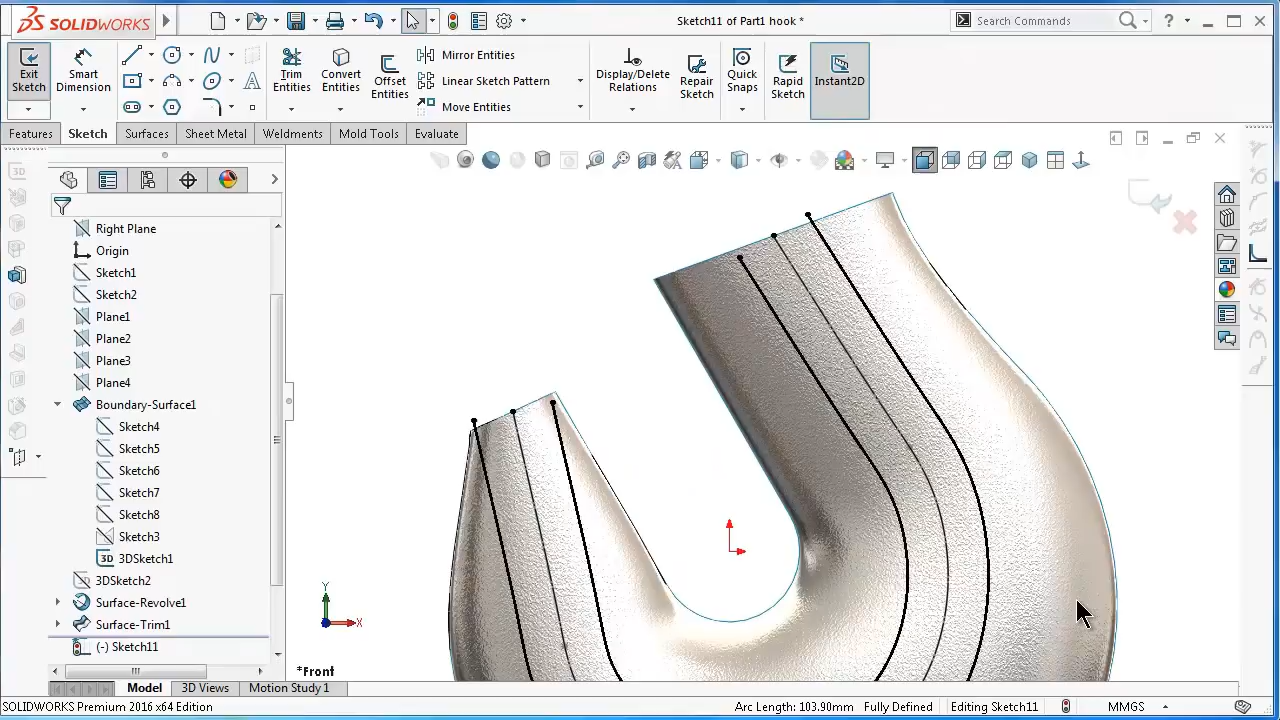 SOLIDWORKS
Sketch11 of Part1 hook *
Search Commands
?
Exit Sketch
Smart Dimension
Trim Entities
Convert Entities
Offset Entities
Mirror Entities
Linear Sketch Pattern
Move Entities
Display/Delete Relations
Repair Sketch
Quick Snaps
Rapid Sketch
Instant2D
Features
Sketch
Surfaces
Sheet Metal
Weldments
Mold Tools
Evaluate
Right Plane
Origin
Sketch1
Sketch2
Plane1
Plane2
Plane3
Plane4
Boundary-Surface1
Sketch4
Sketch5
Sketch6
Sketch7
Sketch8
Sketch3
3D 3DSketch1
3DSketch2
Surface-Revolve1
Surface-Trim1
(-) Sketch11
Y
X
*Front
Model
3D Views
Motion Study 1
SOLIDWORKS Premium 2016 x64 Edition
Arc Length: 103.90mm
Fully Defined
Editing Sketch11
MMGS